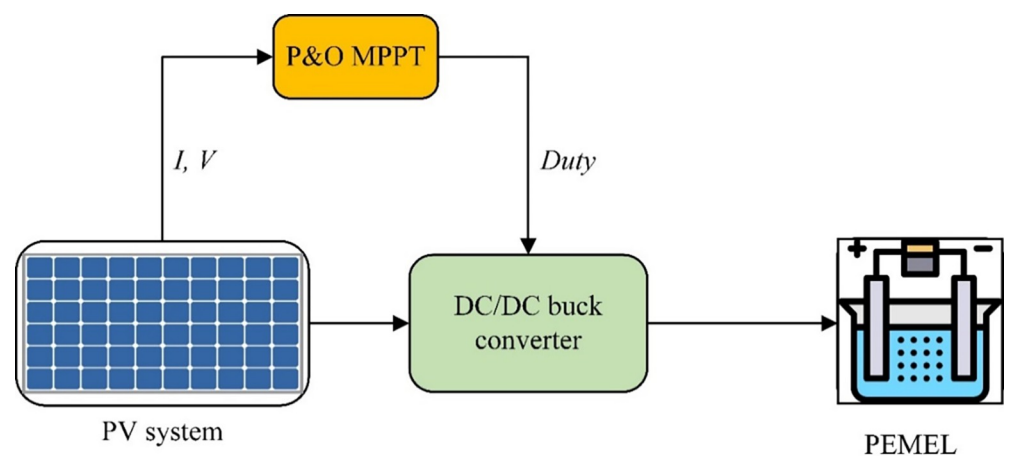 P&O MPPT
I, V
Duty
DC/DC buck
converter
+ −
PV system
PEMEL